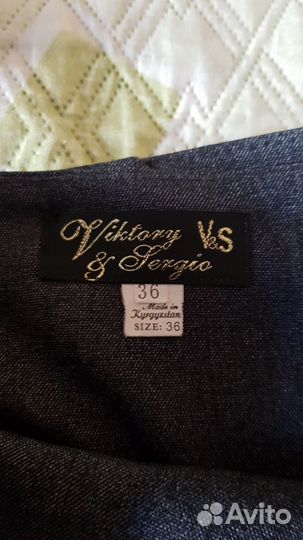 Viktory V&S
& Sergio
36
Made in
Kyrgyzstan
SIZE: 36
Avito